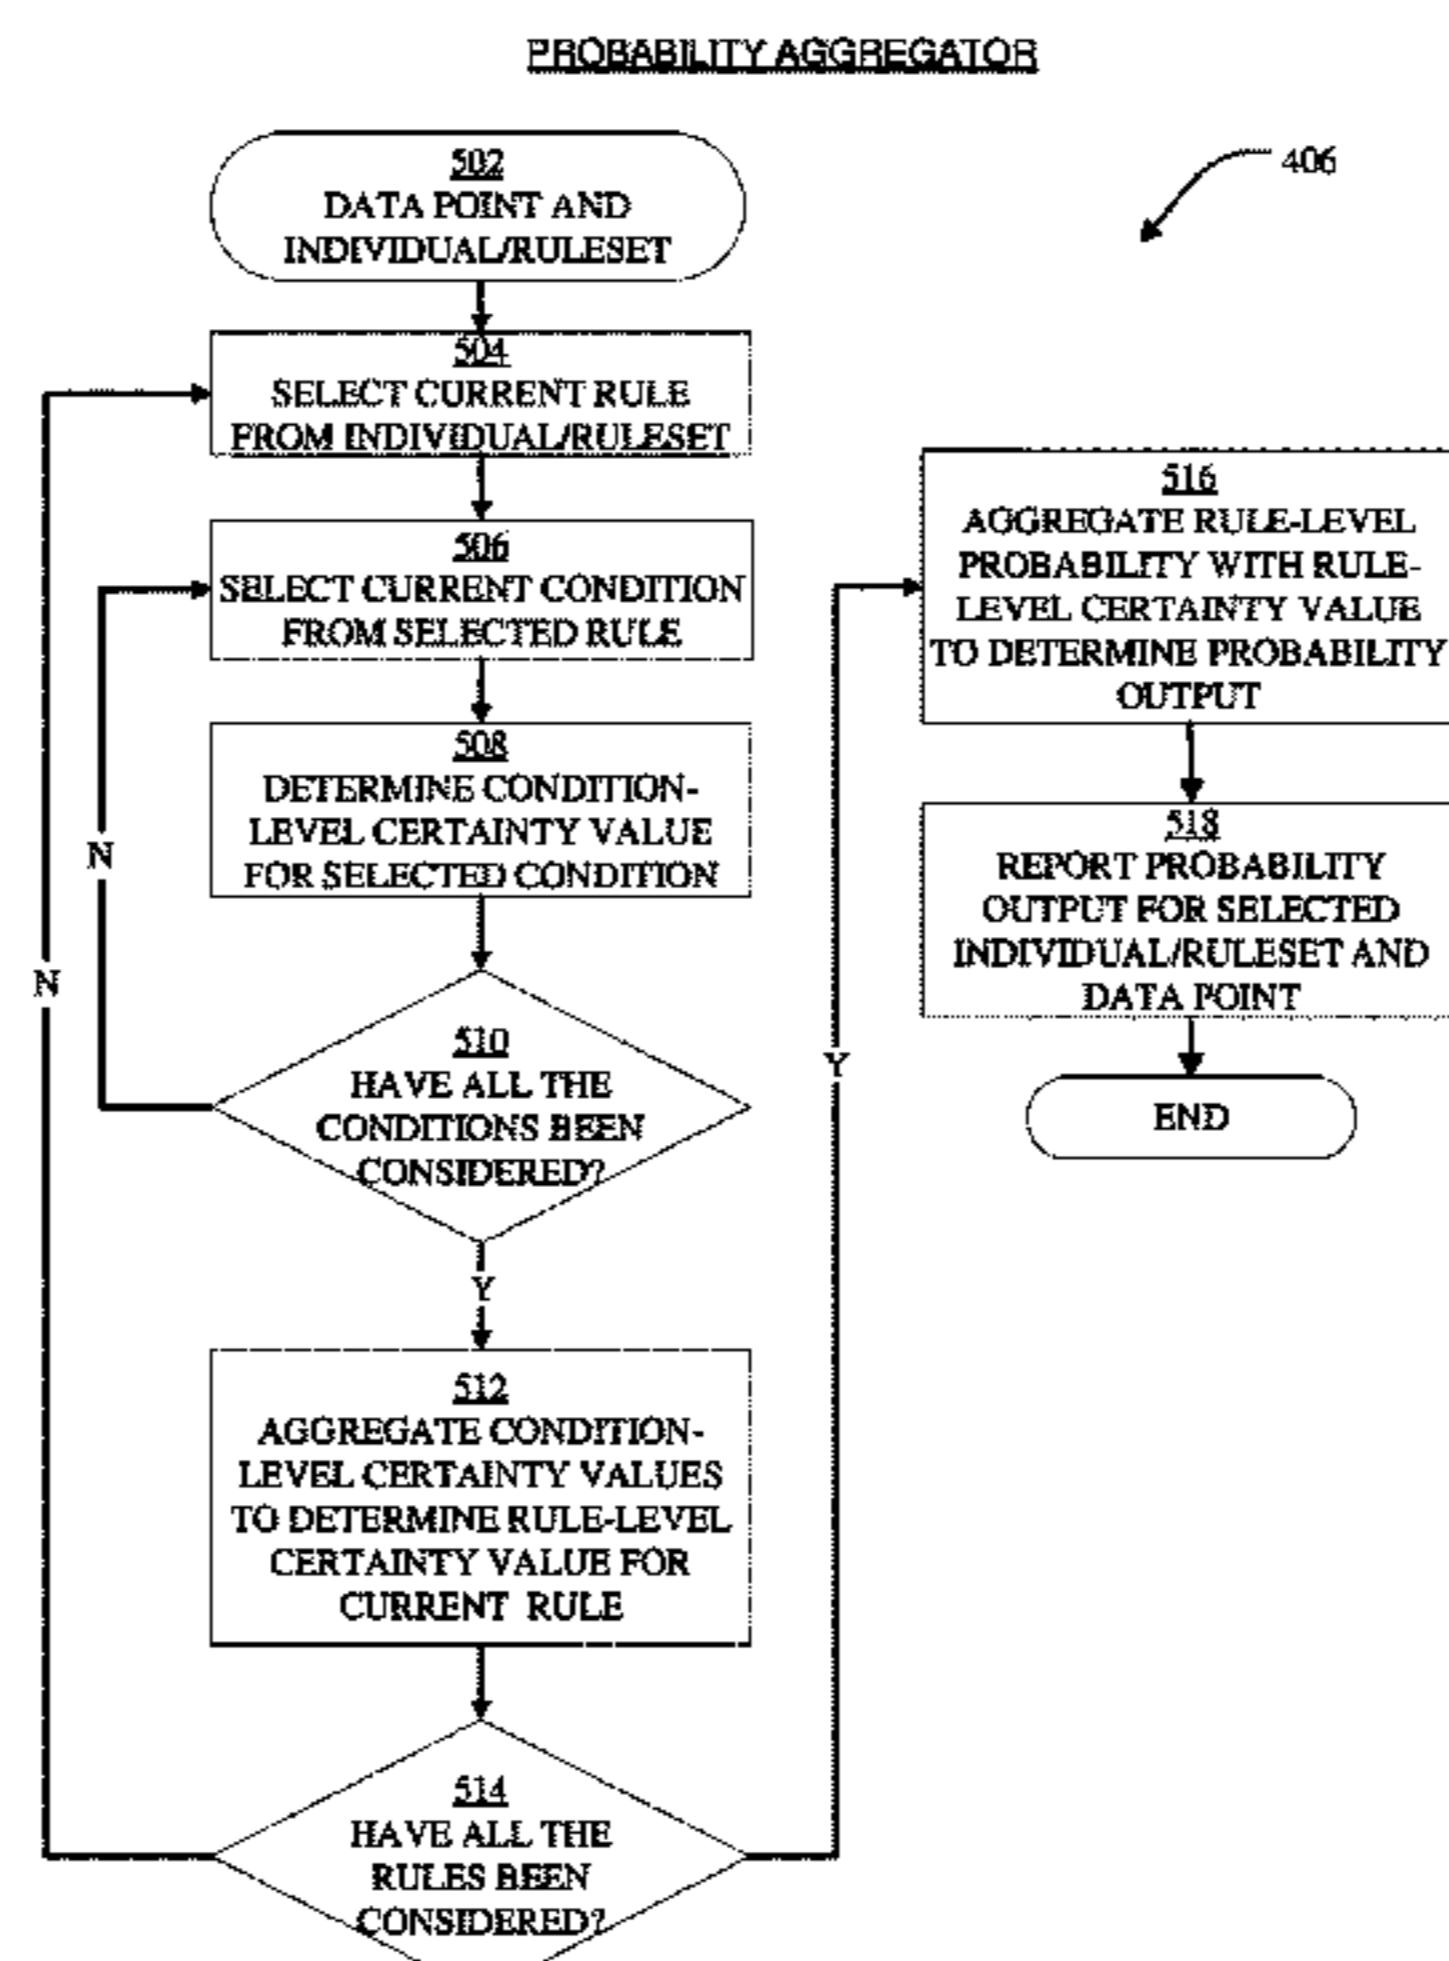 PROBABILITY AGGREGATOR
406
502
DATA POINT AND
INDIVIDUAL/RULESET
504
SELECT CURRENT RULE
FROM INDIVIDUAL/RULESET
506
SELECT CURRENT CONDITION
FROM SELECTED RULE
508
DETERMINE CONDITION-
LEVEL CERTAINTY VALUE
FOR SELECTED CONDITION
N
N
510
HAVE ALL THE
CONDITIONS BEEN
CONSIDERED?
Y
512
AGGREGATE CONDITION-
LEVEL CERTAINTY VALUES
TO DETERMINE RULE-LEVEL
CERTAINTY VALUE FOR
CURRENT RULE
514
HAVE ALL THE
RULES BEEN
CONSIDERED?
Y
516
AGGREGATE RULE-LEVEL
PROBABILITY WITH RULE-
LEVEL CERTAINTY VALUE
TO DETERMINE PROBABILITY
OUTPUT
518
REPORT PROBABILITY
OUTPUT FOR SELECTED
INDIVIDUAL/RULESET AND
DATA POINT
END